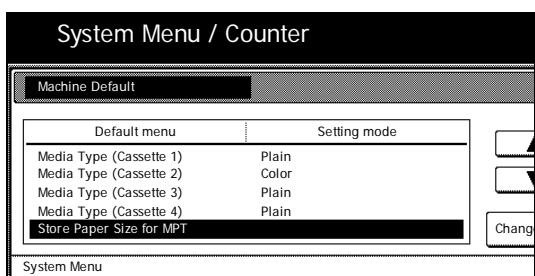 System Menu / Counter
Machine Default
Default menu Setting mode
Media Type (Cassette 1) Plain
Media Type (Cassette 2) Color
Media Type (Cassette 3) Plain
Media Type (Cassette 4) Plain
Store Paper Size for MPT
Chang
System Menu